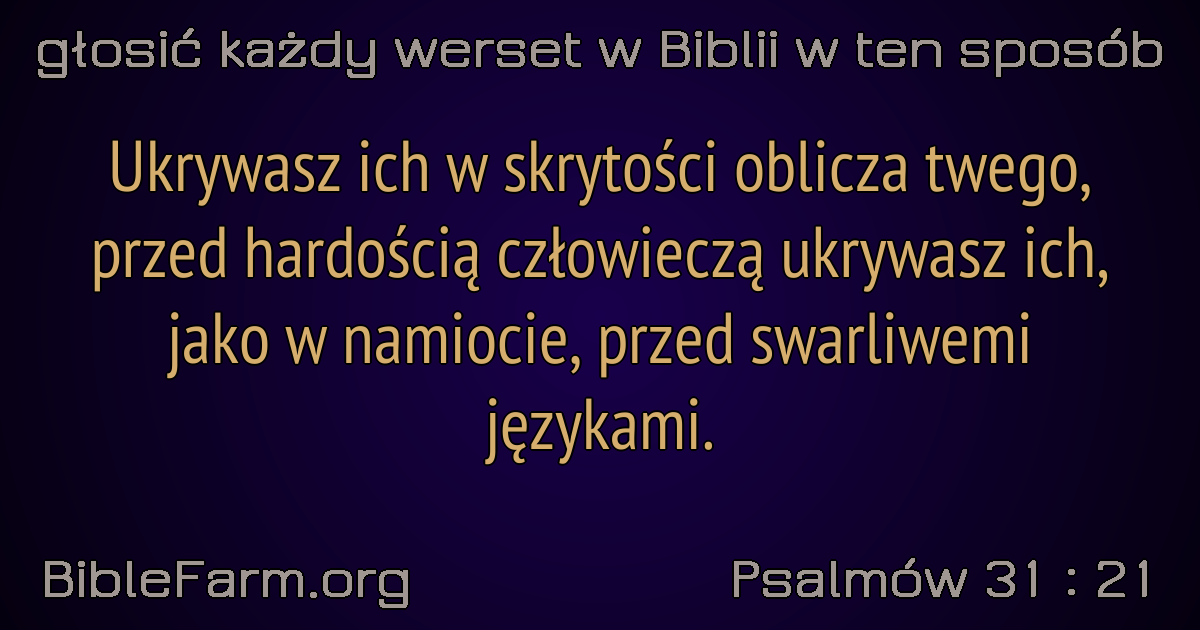 głosić każdy werset w Biblii w ten sposób
Ukrywasz ich w skrytości oblicza twego,
przed hardością człowieczą ukrywasz ich,
jako w namiocie, przed swarliwemi
językami.
BibleFarm.org
Psalmów 31 : 21